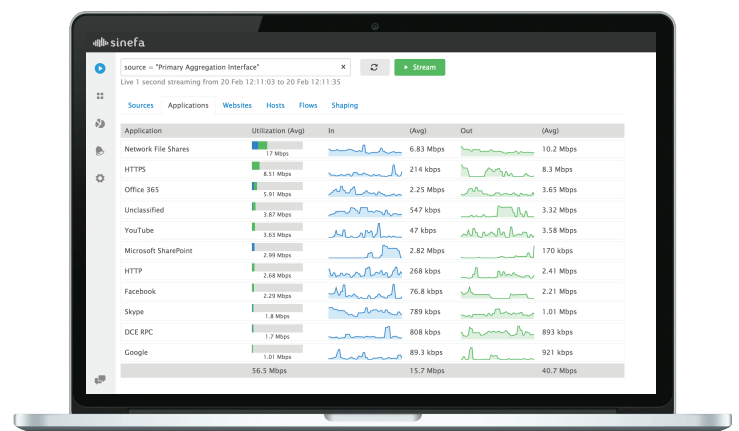 sinefa
source = "Primary Aggregation Interface" ×
Stream
Live 1 second streaming from 20 Feb 12:11:03 to 20 Feb 12:11:35
Sources Applications Websites Hosts Flows Shaping
Application Utilization (Avg) In (Avg) Out (Avg)
Network File Shares 17 Mbps 6.83 Mbps 10.2 Mbps
HTTPS 8.51 Mbps 214 kbps 8.3 Mbps
Office 365 5.91 Mbps 2.25 Mbps 3.65 Mbps
Unclassified 3.87 Mbps 547 kbps 3.32 Mbps
YouTube 3.63 Mbps 47 kbps 3.58 Mbps
Microsoft SharePoint 2.99 Mbps 2.82 Mbps 170 kbps
HTTP 2.68 Mbps 268 kbps 2.41 Mbps
Facebook 2.29 Mbps 76.8 kbps 2.21 Mbps
Skype 1.8 Mbps 789 kbps 1.01 Mbps
DCE RPC 1.7 Mbps 808 kbps 893 kbps
Google 1.01 Mbps 89.3 kbps 921 kbps
56.5 Mbps 15.7 Mbps 40.7 Mbps